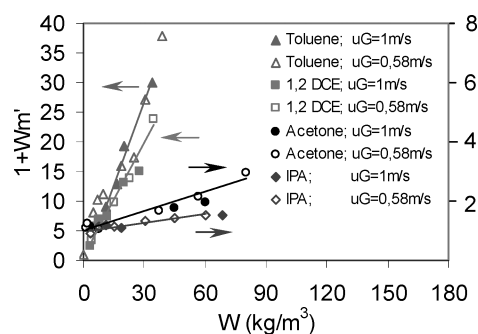 40
35
30
25
20
15
10
5
0
1+Wm'
8
6
4
2
0
Toluene; uG=1m/s
Toluene; uG=0,58m/s
1,2 DCE; uG=1m/s
1,2 DCE; uG=0,58m/s
Acetone; uG=1m/s
Acetone; uG=0,58m/s
IPA; uG=1m/s
IPA; uG=0,58m/s
0 30 60 90 120 150 180
W (kg/m³)